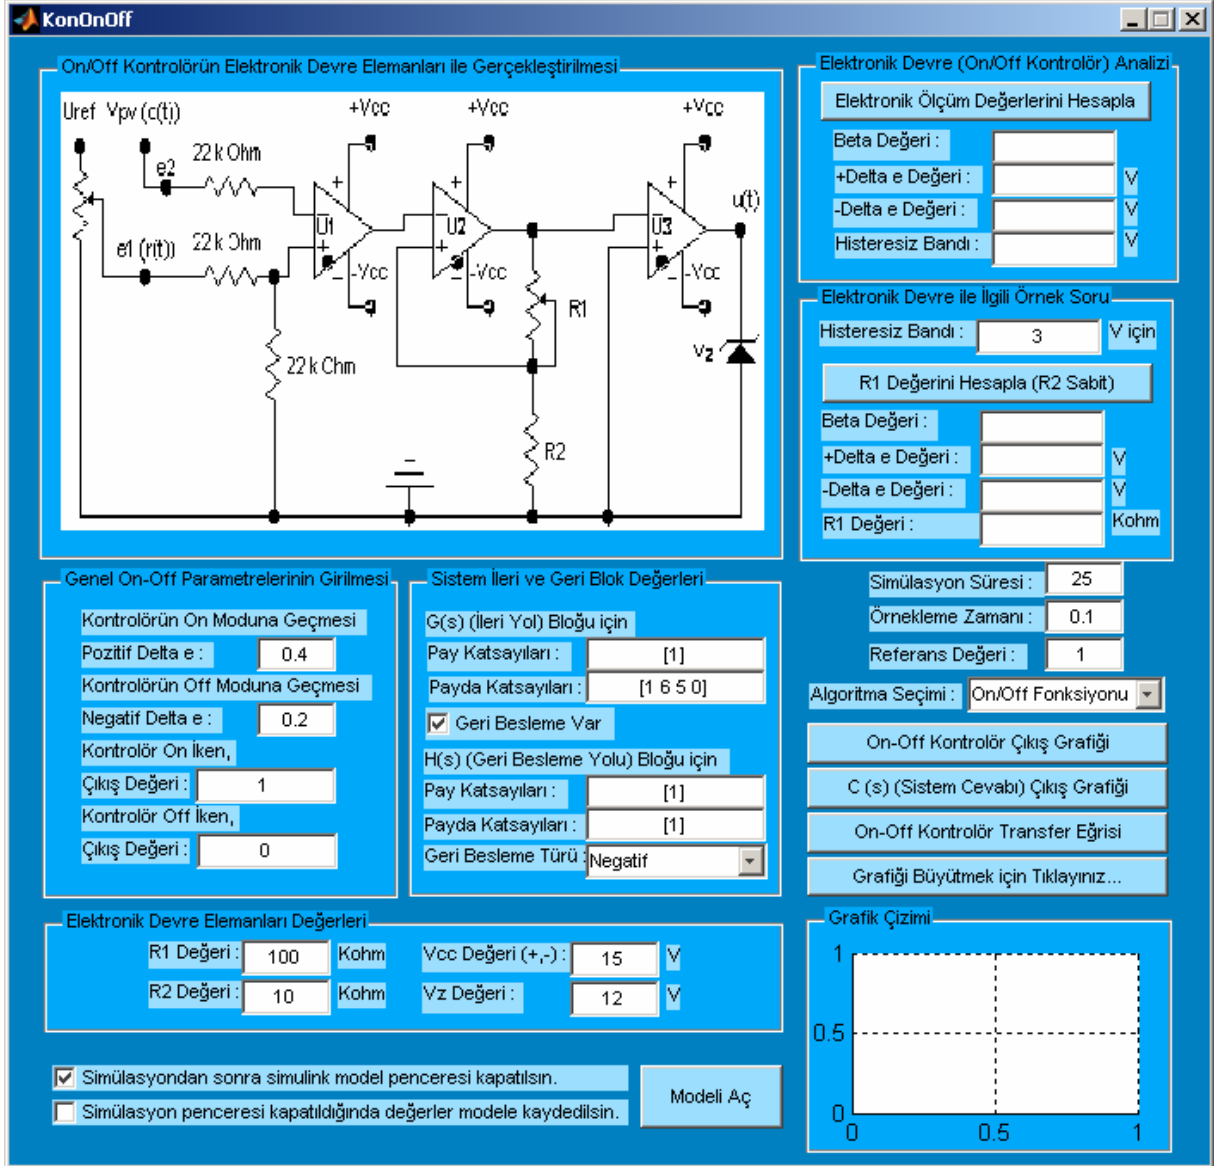 KonOnOff
On/Off Kontrolörün Elektronik Devre Elemanları ile Gerçekleştirilmesi
Uref Vpv (c(t))
+Vcc
+Vcc
+Vcc
e2
22 k Ohm
u(t)
U1
U2
U3
e1 (r(t))
22 k Ohm
-Vcc
-Vcc
-Vcc
R1
22 k Ohm
Vz
R2
Elektronik Devre (On/Off Kontrolör) Analizi
Elektronik Ölçüm Değerlerini Hesapla
Beta Değeri :
+Delta e Değeri : V
-Delta e Değeri : V
Histeresiz Bandı : V
Elektronik Devre ile İlgili Örnek Soru
Histeresiz Bandı : 3 V için
R1 Değerini Hesapla (R2 Sabit)
Beta Değeri :
+Delta e Değeri : V
-Delta e Değeri : V
R1 Değeri : Kohm
Genel On-Off Parametrelerinin Girilmesi
Kontrolörün On Moduna Geçmesi
Pozitif Delta e : 0.4
Kontrolörün Off Moduna Geçmesi
Negatif Delta e : 0.2
Kontrolör On İken,
Çıkış Değeri : 1
Kontrolör Off İken,
Çıkış Değeri : 0
Sistem İleri ve Geri Blok Değerleri
G(s) (İleri Yol) Bloğu için
Pay Katsayıları : [1]
Payda Katsayıları : [1 6 5 0]
Geri Besleme Var
H(s) (Geri Besleme Yolu) Bloğu için
Pay Katsayıları : [1]
Payda Katsayıları : [1]
Geri Besleme Türü : Negatif
Simülasyon Süresi : 25
Örnekleme Zamanı : 0.1
Referans Değeri : 1
Algoritma Seçimi : On/Off Fonksiyonu
On-Off Kontrolör Çıkış Grafiği
C (s) (Sistem Cevabı) Çıkış Grafiği
On-Off Kontrolör Transfer Eğrisi
Grafiği Büyütmek için Tıklayınız...
Elektronik Devre Elemanları Değerleri
R1 Değeri : 100 Kohm Vcc Değeri (+,-) : 15 V
R2 Değeri : 10 Kohm Vz Değeri : 12 V
Simülasyondan sonra simulink model penceresi kapatılsın.
Simülasyon penceresi kapatıldığında değerler modele kaydedilsin.
Modeli Aç
Grafik Çizimi
1
0.5
0
0 0.5 1